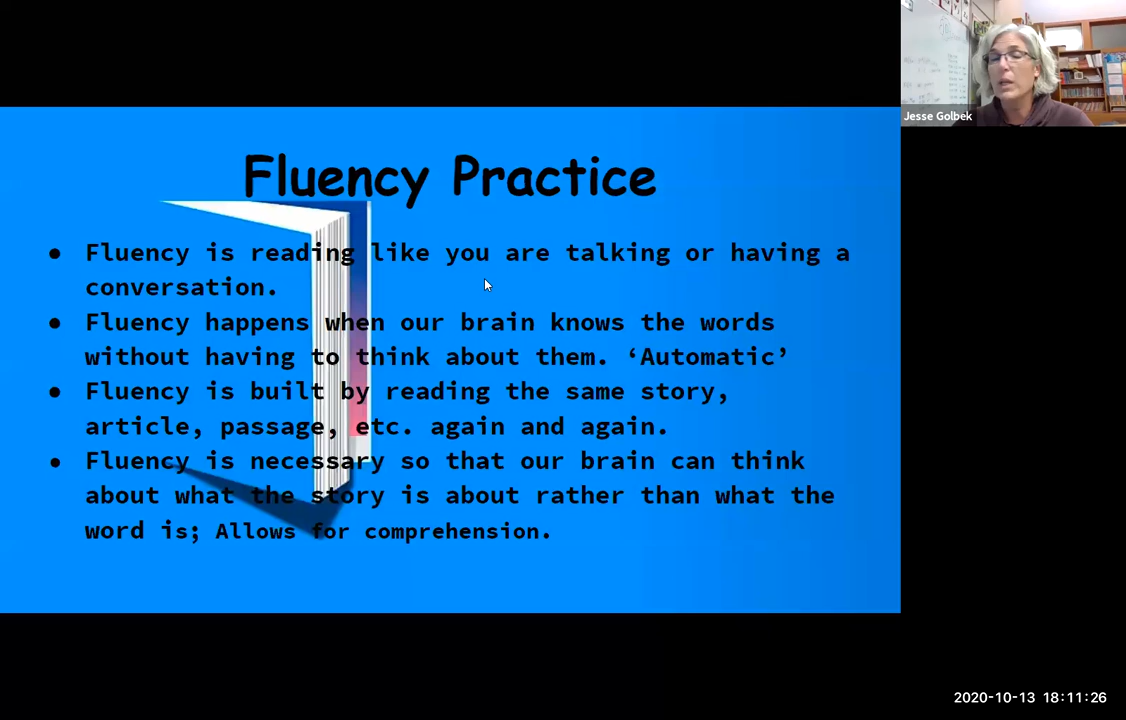 Jesse Golbek
Fluency Practice
● Fluency is reading like you are talking or having a
conversation.
● Fluency happens when our brain knows the words
without having to think about them. ‘Automatic’
● Fluency is built by reading the same story,
article, passage, etc. again and again.
● Fluency is necessary so that our brain can think
about what the story is about rather than what the
word is; Allows for comprehension.
2020-10-13 18:11:26